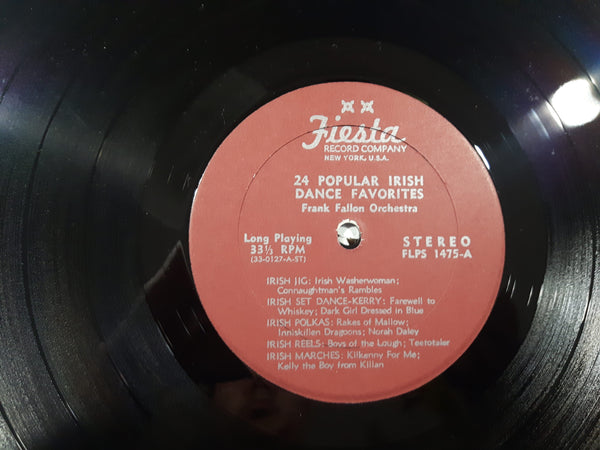 Fiesta
RECORD COMPANY
NEW YORK, U.S.A.
24 POPULAR IRISH
DANCE FAVORITES
Frank Fallon Orchestra
Long Playing
33⅓ RPM
(33-0127-A-ST)
STEREO
FLPS 1475-A
IRISH JIG: Irish Washerwoman;
Connaughtman's Rambles
IRISH SET DANCE-KERRY: Farewell to
Whiskey; Dark Girl Dressed in Blue
IRISH POLKAS: Rakes of Mallow;
Inniskillen Dragoons; Norah Daley
IRISH REELS: Boys of the Lough; Teetotaler
IRISH MARCHES: Kilkenny For Me;
Kelly the Boy from Killan